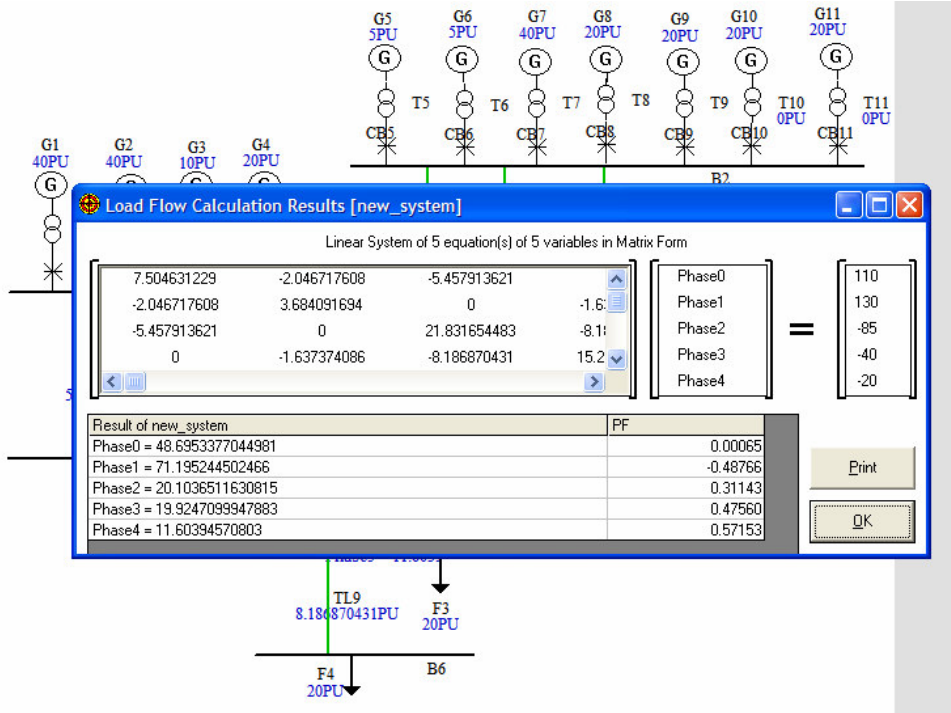 G5 G6 G7 G8 G9 G10 G11
5PU 5PU 40PU 20PU 20PU 20PU 20PU
G G G G G G G
T5 T6 T7 T8 T9 T10 T11
0PU 0PU
CB5 CB6 CB7 CB8 CB9 CB10 CB11
B2
G1 G2 G3 G4
40PU 40PU 10PU 20PU
G
Load Flow Calculation Results [new_system]
Linear System of 5 equation(s) of 5 variables in Matrix Form
7.504631229 -2.046717608 -5.457913621
-2.046717608 3.684091694 0
-5.457913621 0 21.831654483
0 -1.637374086 -8.186870431
Phase0
Phase1
Phase2
Phase3
Phase4
=
110
130
-85
-40
-20
Result of new_system PF
Phase0 = 48.6953377044981 0.00065
Phase1 = 71.195244502466 -0.48766
Phase2 = 20.1036511630815 0.31143
Phase3 = 19.9247099947883 0.47560
Phase4 = 11.60394570803 0.57153
Print
OK
TL9
8.186870431PU
F3
20PU
F4
20PU
B6